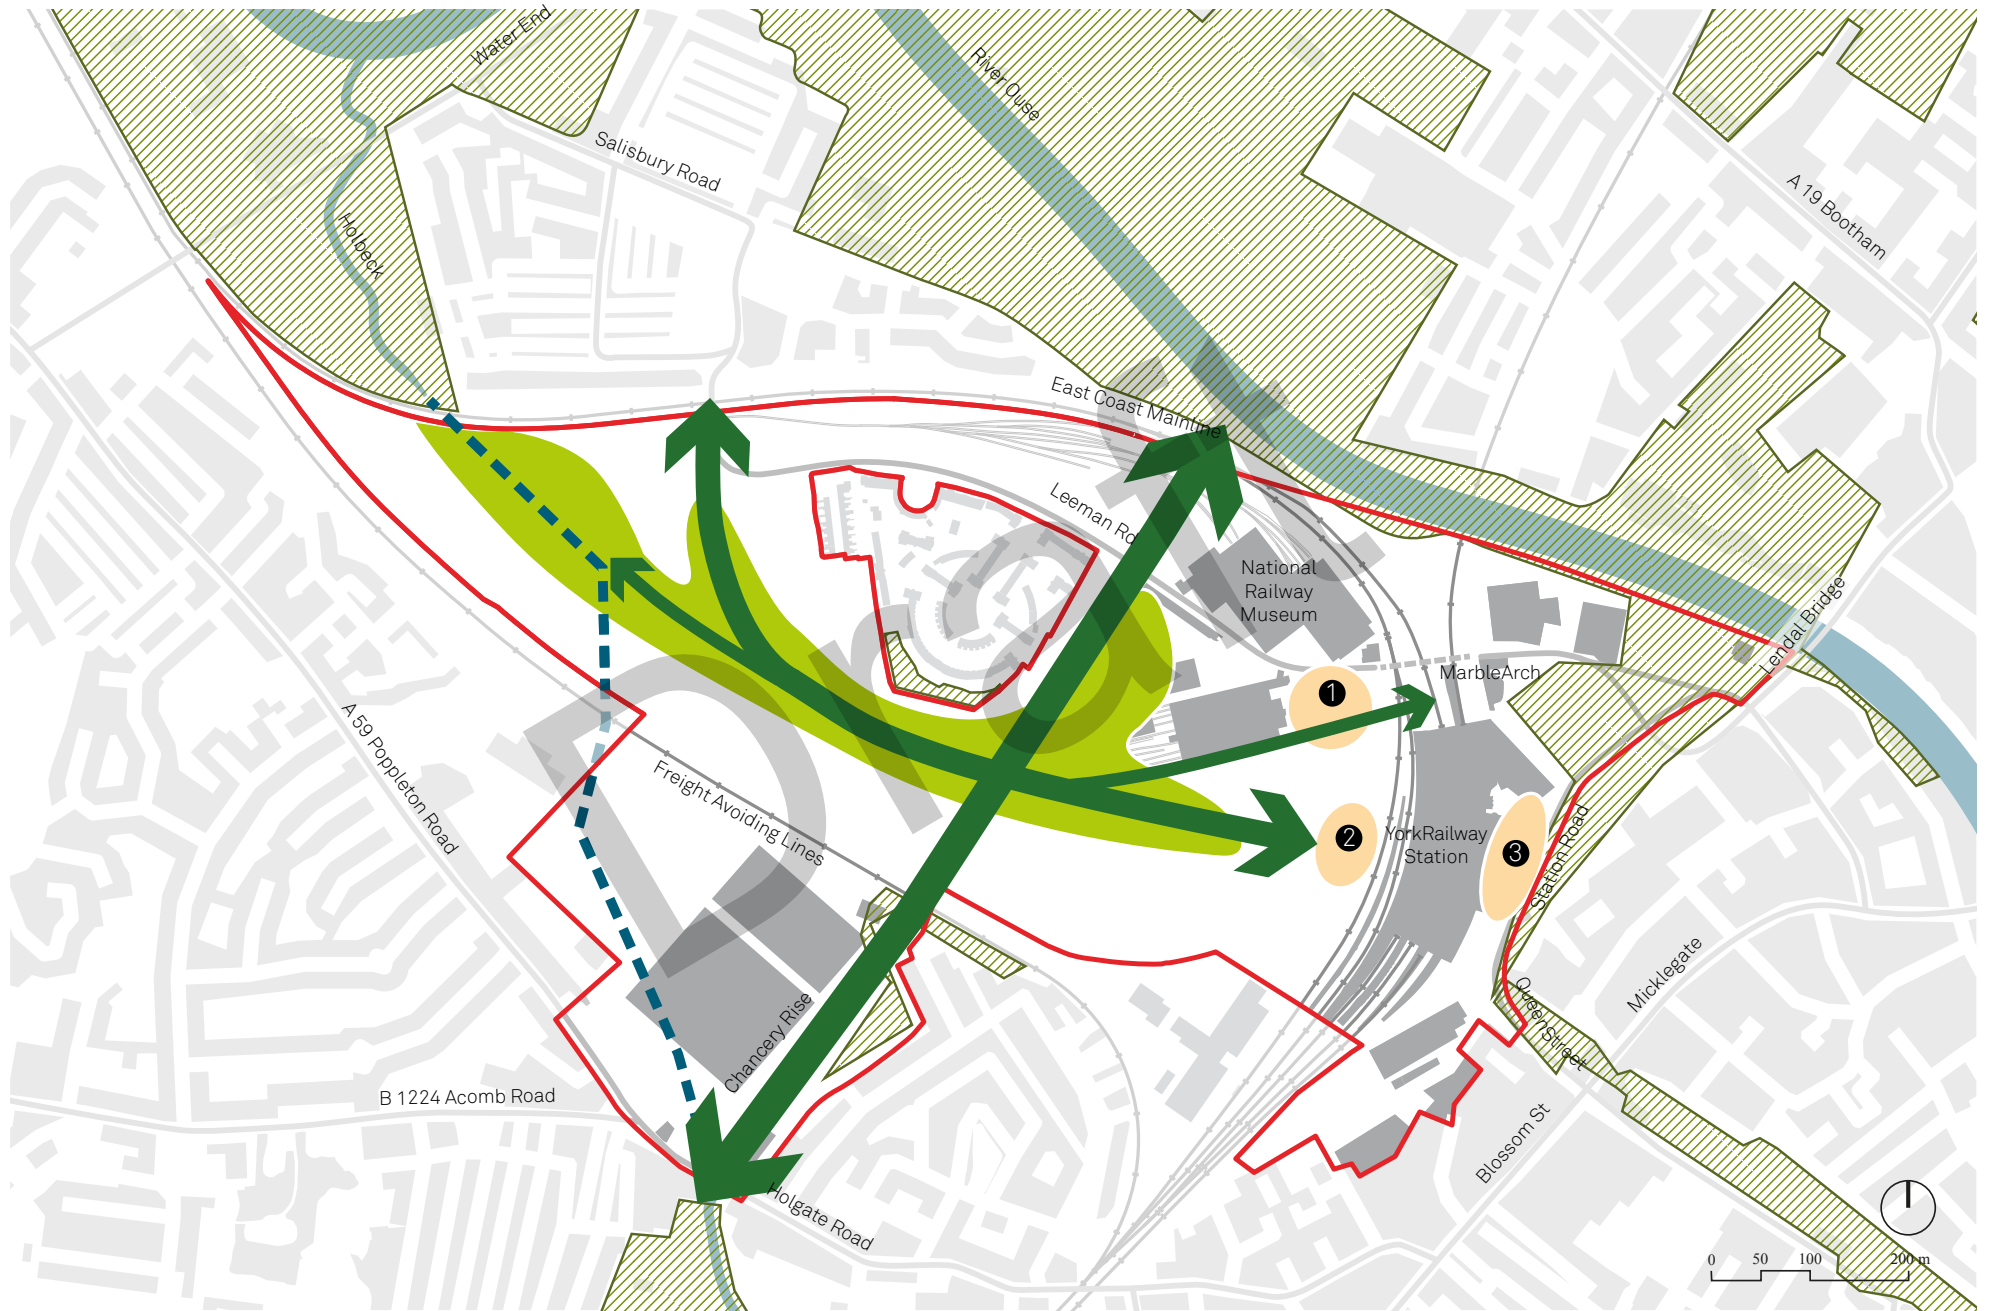 Water End
River Ouse
Salisbury Road
A 19 Bootham
Holbeck
East Coast Mainline
Leeman Rd
National
Railway
Museum
Lendal Bridge
MarbleArch
1
A 59 Poppleton Road
Freight Avoiding Lines
2
YorkRailway
Station
3
Station Road
Micklegate
Queen Street
Chancery Rise
B 1224 Acomb Road
Blossom St
Holgate Road
0 50 100 200 m
Draft